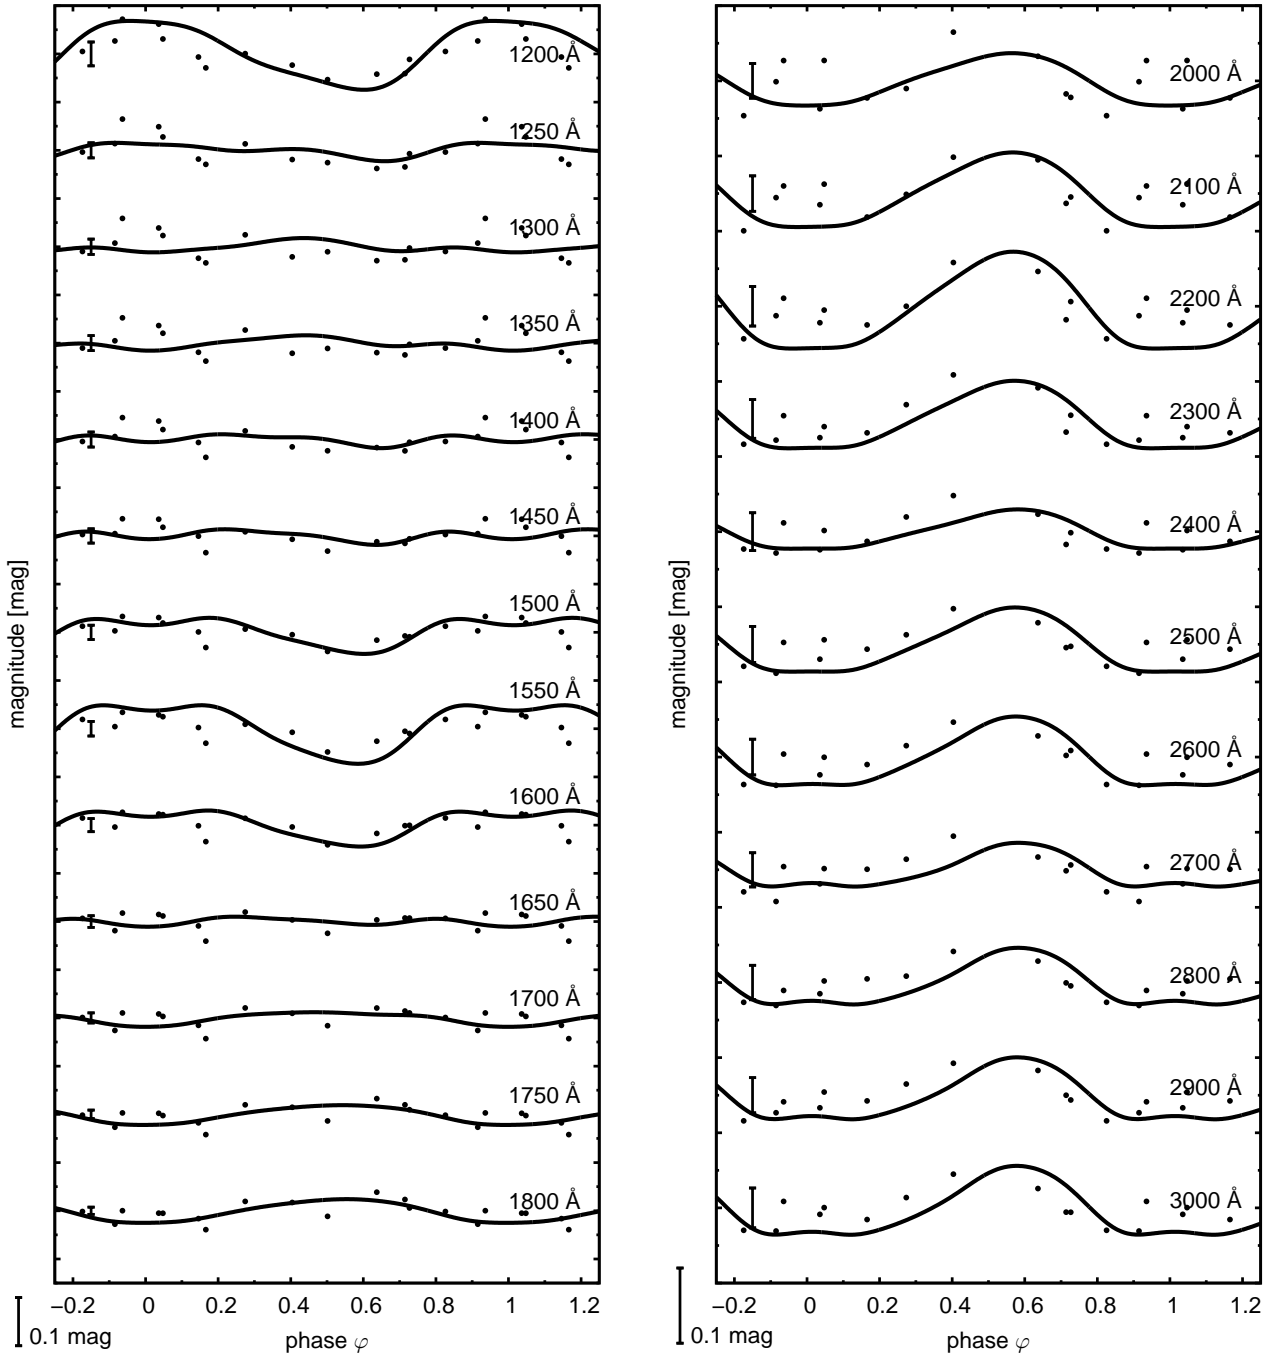 1200 Å
1250 Å
1300 Å
1350 Å
1400 Å
1450 Å
1500 Å
1550 Å
1600 Å
1650 Å
1700 Å
1750 Å
1800 Å
magnitude [mag]
−0.2 0 0.2 0.4 0.6 0.8 1 1.2
0.1 mag
phase φ
2000 Å
2100 Å
2200 Å
2300 Å
2400 Å
2500 Å
2600 Å
2700 Å
2800 Å
2900 Å
3000 Å
magnitude [mag]
−0.2 0 0.2 0.4 0.6 0.8 1 1.2
0.1 mag
phase φ